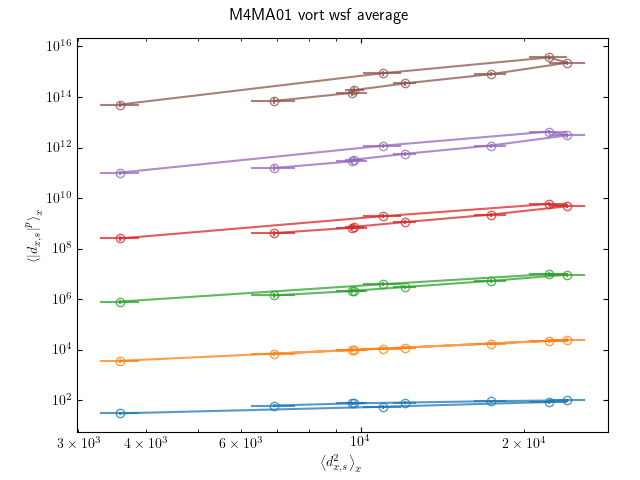 M4MA01 vort wsf average
10^16
10^14
10^12
10^10
10^8
10^6
10^4
10^2
⟨|d_{x,s}|^p⟩_x
3 × 10^3
4 × 10^3
6 × 10^3
10^4
2 × 10^4
⟨d^2_{x,s}⟩_x